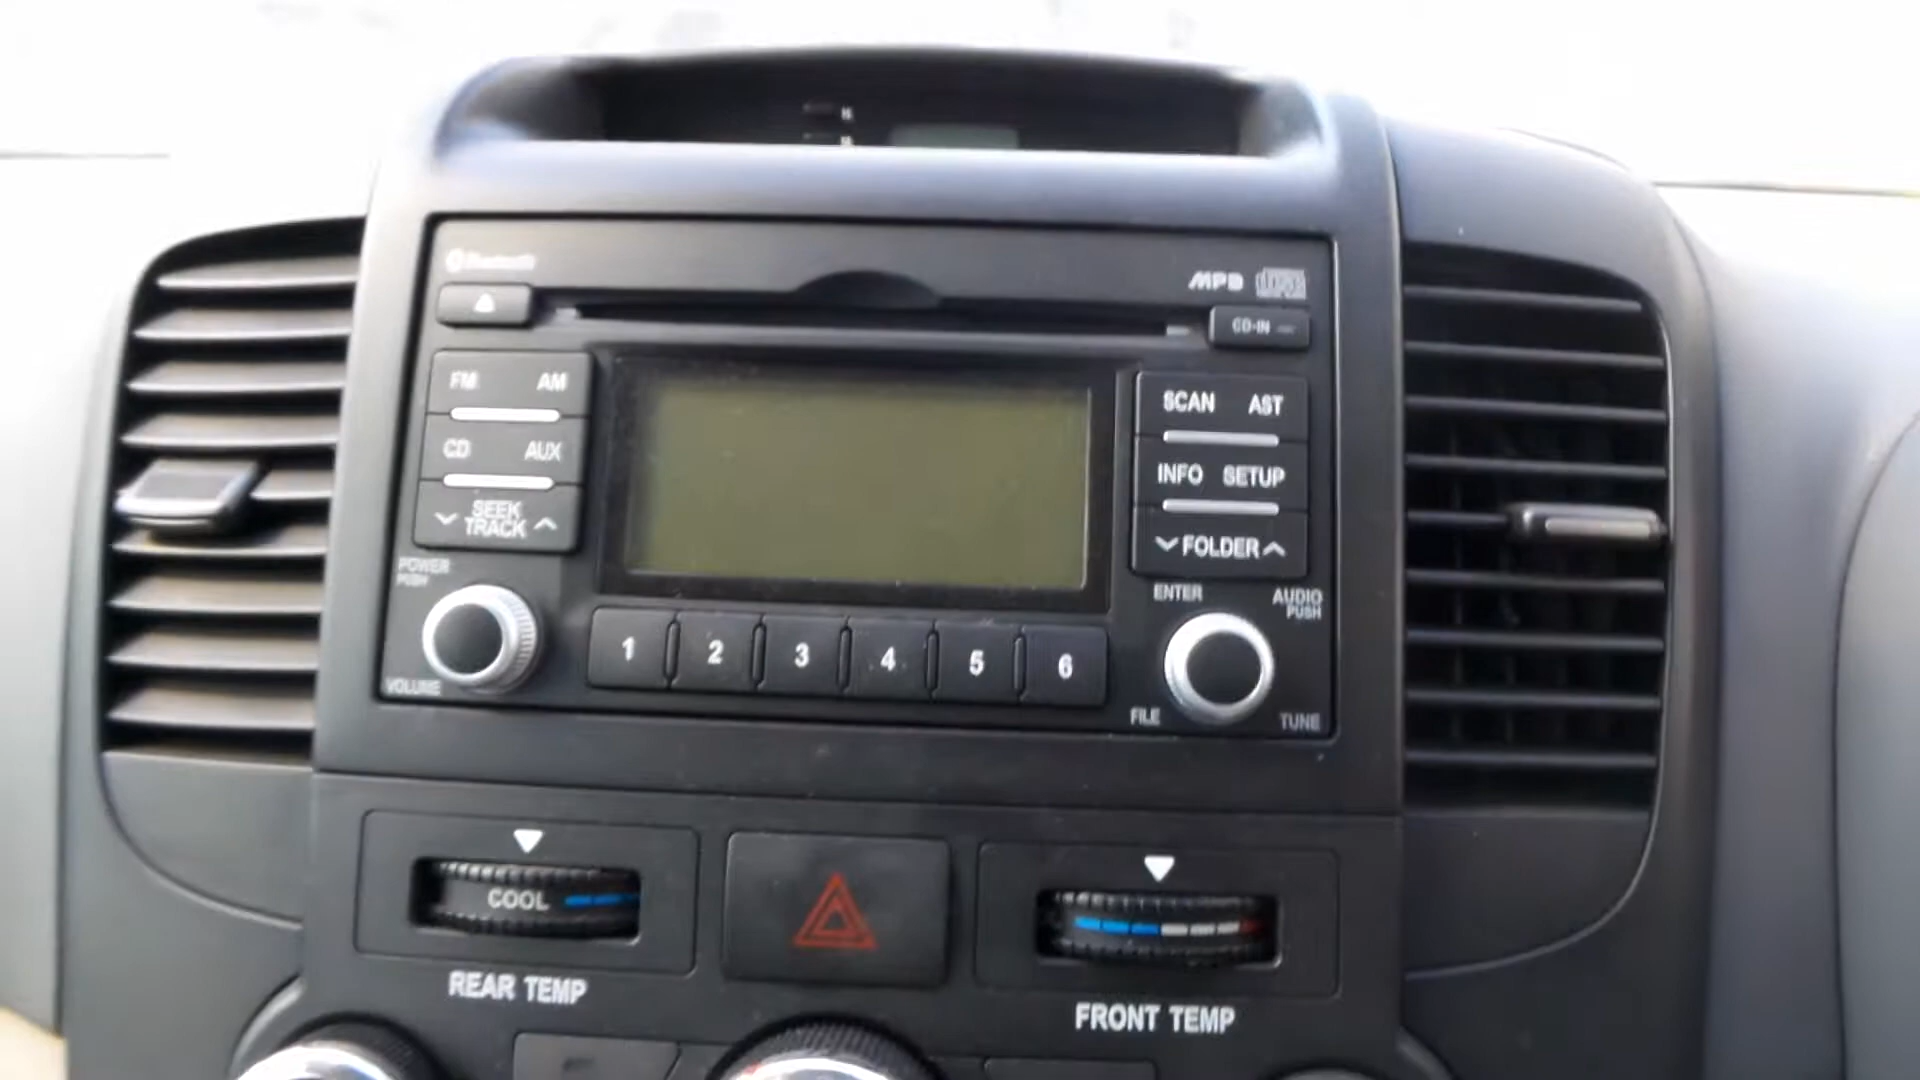 Bluetooth
MP3
CD-IN
FM AM
CD AUX
SEEK
TRACK
SCAN AST
INFO SETUP
FOLDER
POWER
PUSH
VOLUME
1 2 3 4 5 6
ENTER
AUDIO
PUSH
FILE
TUNE
COOL
REAR TEMP
FRONT TEMP